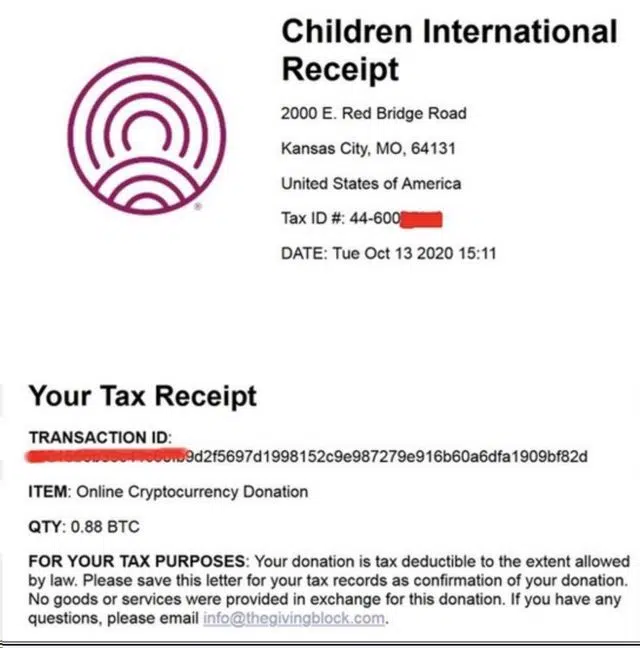 Children International
Receipt
2000 E. Red Bridge Road
Kansas City, MO, 64131
United States of America
Tax ID #: 44-600
DATE: Tue Oct 13 2020 15:11
Your Tax Receipt
TRANSACTION ID:
9d2f5697d1998152c9e987279e916b60a6dfa1909bf82d
ITEM: Online Cryptocurrency Donation
QTY: 0.88 BTC
FOR YOUR TAX PURPOSES: Your donation is tax deductible to the extent allowed
by law. Please save this letter for your tax records as confirmation of your donation.
No goods or services were provided in exchange for this donation. If you have any
questions, please email info@thegivingblock.com.